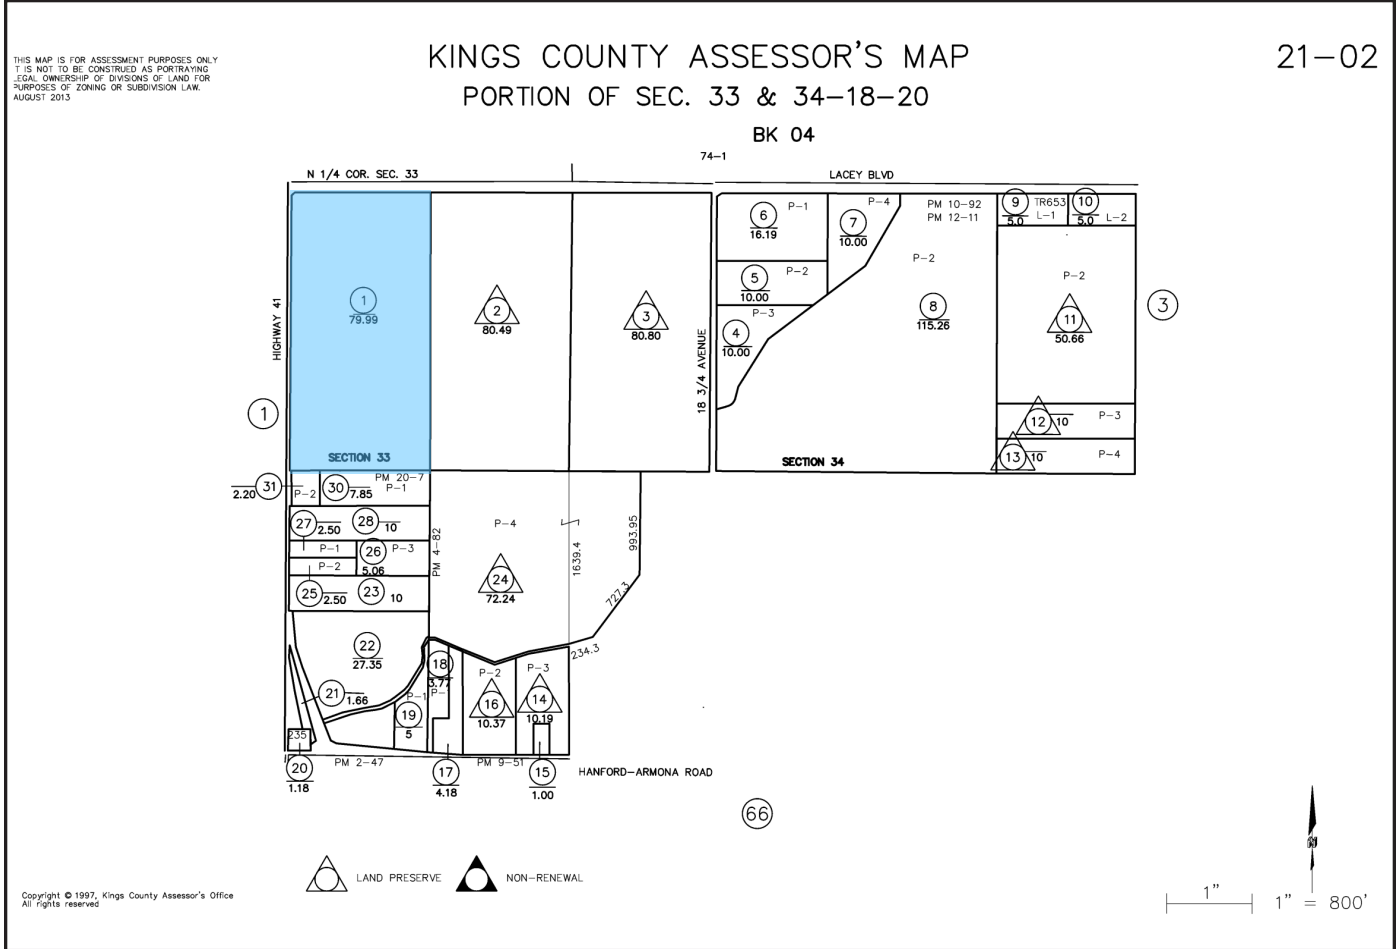 THIS MAP IS FOR ASSESSMENT PURPOSES ONLY
T IS NOT TO BE CONSTRUED AS PORTRAYING
LEGAL OWNERSHIP OF DIVISIONS OF LAND FOR
PURPOSES OF ZONING OR SUBDIVISION LAW.
AUGUST 2013
KINGS COUNTY ASSESSOR'S MAP
21-02
PORTION OF SEC. 33 & 34-18-20
BK 04
74-1
N 1/4 COR. SEC. 33
LACEY BLVD
HIGHWAY 41
1
79.99
2
80.49
3
80.80
18 3/4 AVENUE
6
P-1
16.19
7
P-4
10.00
5
P-2
10.00
P-3
4
10.00
PM 10-92
PM 12-11
P-2
8
115.26
9
5.0
TR653
L-1
10
5.0
L-2
P-2
11
50.66
12
10
P-3
13
10
P-4
3
1
SECTION 33
SECTION 34
2.20
31
P-2
30
7.85
PM 20-7
P-1
27
2.50
28
10
P-1
26
P-3
5.06
P-2
25
2.50
23
10
PM 4-82
P-4
24
72.24
1639.4
993.95
727.3
234.3
22
27.35
21
1.66
18
3.77
P-1
P-
19
5
P-2
16
10.37
P-3
14
10.19
235
20
1.18
PM 2-47
17
4.18
PM 9-51
15
1.00
HANFORD-ARMONA ROAD
66
LAND PRESERVE
NON-RENEWAL
Copyright © 1997, Kings County Assessor's Office
All rights reserved
N
1"
1" = 800'